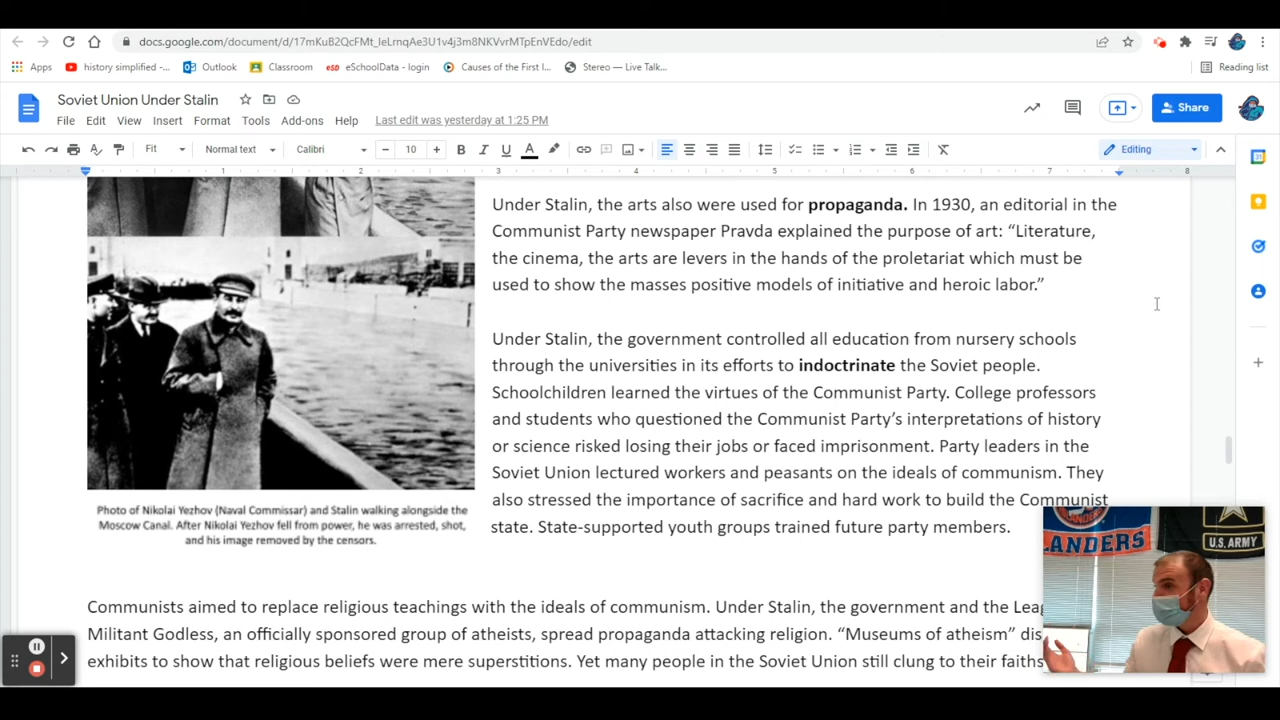 docs.google.com/document/d/17mKuB2QcFMt_IeLrnqAe3U1v4j3m8NKVvrMTpEnVEdo/edit
Apps
history simplified -...
Outlook
Classroom
eSchoolData - login
Causes of the First I...
Stereo — Live Talk...
Reading list
Soviet Union Under Stalin
Share
File Edit View Insert Format Tools Add-ons Help Last edit was yesterday at 1:25 PM
Fit Normal text Calibri 10 Editing
1 2 3 4 5 6 7 8
Under Stalin, the arts also were used for propaganda. In 1930, an editorial in the
Communist Party newspaper Pravda explained the purpose of art: “Literature,
the cinema, the arts are levers in the hands of the proletariat which must be
used to show the masses positive models of initiative and heroic labor.”
Under Stalin, the government controlled all education from nursery schools
through the universities in its efforts to indoctrinate the Soviet people.
Schoolchildren learned the virtues of the Communist Party. College professors
and students who questioned the Communist Party’s interpretations of history
or science risked losing their jobs or faced imprisonment. Party leaders in the
Soviet Union lectured workers and peasants on the ideals of communism. They
also stressed the importance of sacrifice and hard work to build the Communist
state. State-supported youth groups trained future party members.
Photo of Nikolai Yezhov (Naval Commissar) and Stalin walking alongside the
Moscow Canal. After Nikolai Yezhov fell from power, he was arrested, shot,
and his image removed by the censors.
Communists aimed to replace religious teachings with the ideals of communism. Under Stalin, the government and the Lea
Militant Godless, an officially sponsored group of atheists, spread propaganda attacking religion. “Museums of atheism” dis
exhibits to show that religious beliefs were mere superstitions. Yet many people in the Soviet Union still clung to their faiths
LANDERS
U.S. ARMY